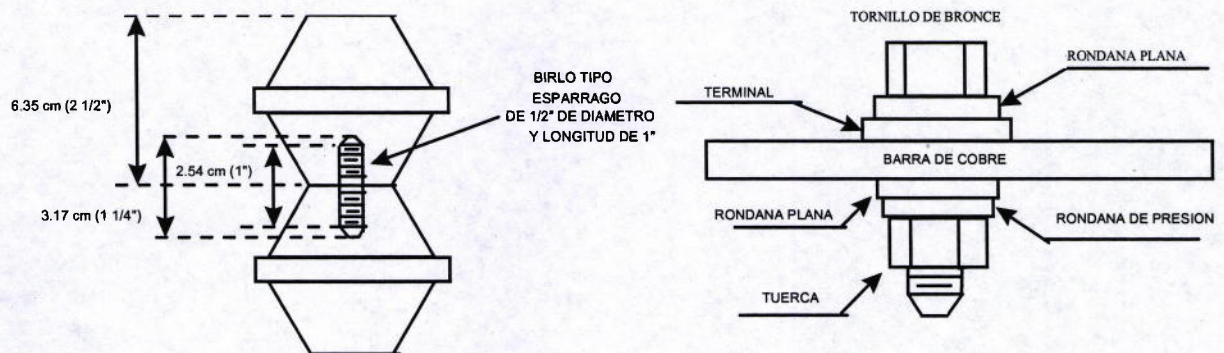 6.35 cm (2 1/2")
2.54 cm (1")
3.17 cm (1 1/4")
BIRLO TIPO
ESPARRAGO
DE 1/2" DE DIAMETRO
Y LONGITUD DE 1"
TORNILLO DE BRONCE
RONDANA PLANA
TERMINAL
BARRA DE COBRE
RONDANA PLANA
RONDANA DE PRESION
TUERCA